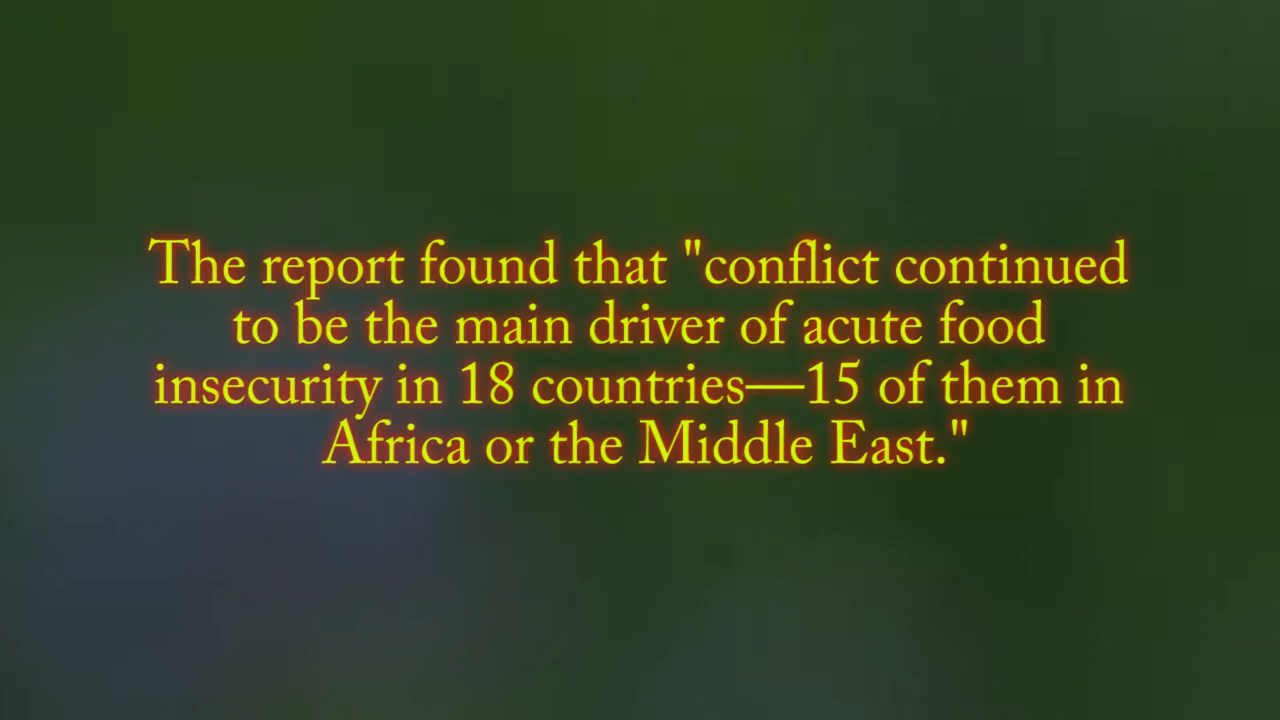 The report found that "conflict continued
to be the main driver of acute food
insecurity in 18 countries—15 of them in
Africa or the Middle East."